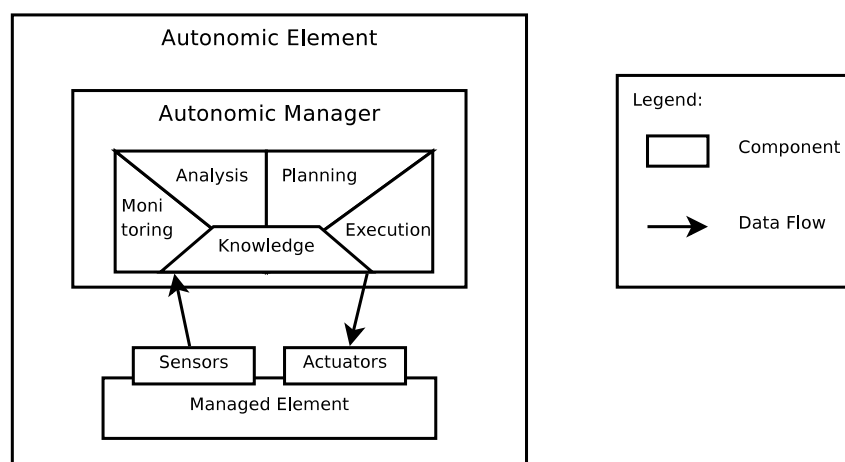 Autonomic Element
Autonomic Manager
Analysis
Planning
Moni
toring
Execution
Knowledge
Sensors
Actuators
Managed Element
Legend:
Component
Data Flow